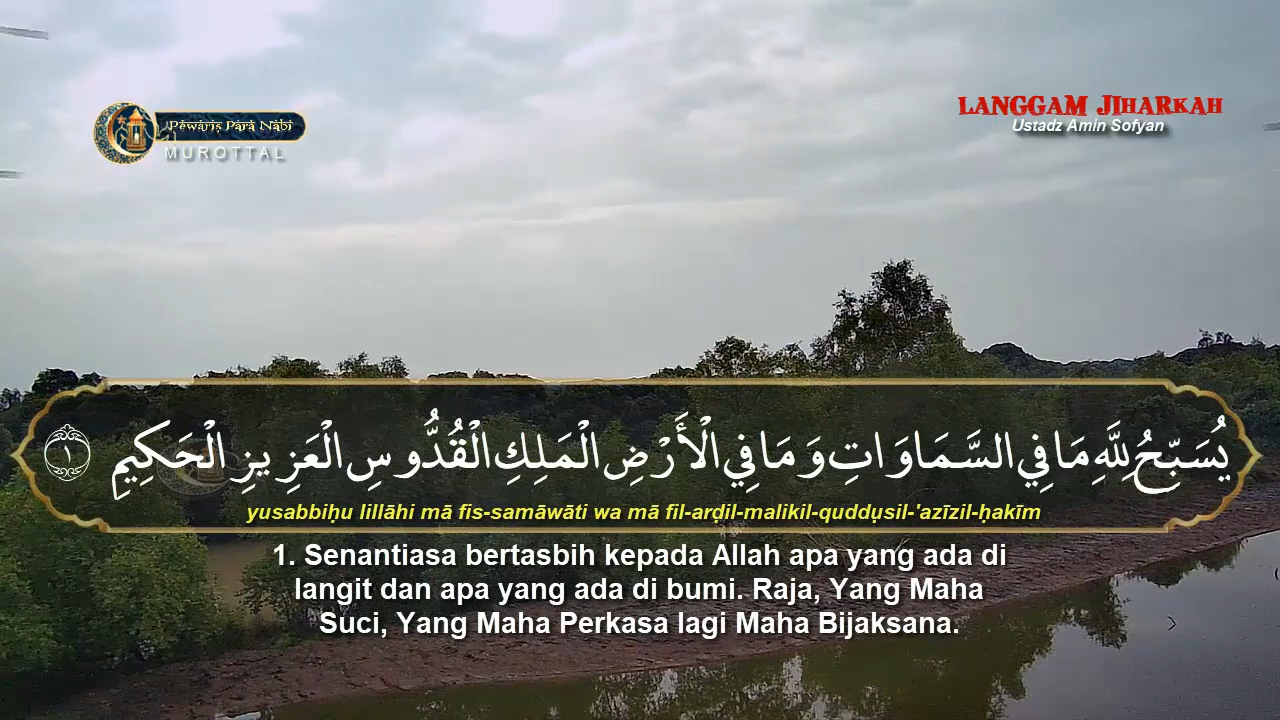 Pewaris Para Nabi
MUROTTAL
LANGGAM JIHARKAH
Ustadz Amin Sofyan
يُسَبِّحُ لِلَّهِ مَا فِي السَّمَاوَاتِ وَمَا فِي الْأَرْضِ الْمَلِكِ الْقُدُّوسِ الْعَزِيزِ الْحَكِيمِ ١
yusabbiḥu lillāhi mā fis-samāwāti wa mā fil-arḍil-malikil-quddụsil-'azīzil-ḥakīm
1. Senantiasa bertasbih kepada Allah apa yang ada di
langit dan apa yang ada di bumi. Raja, Yang Maha
Suci, Yang Maha Perkasa lagi Maha Bijaksana.